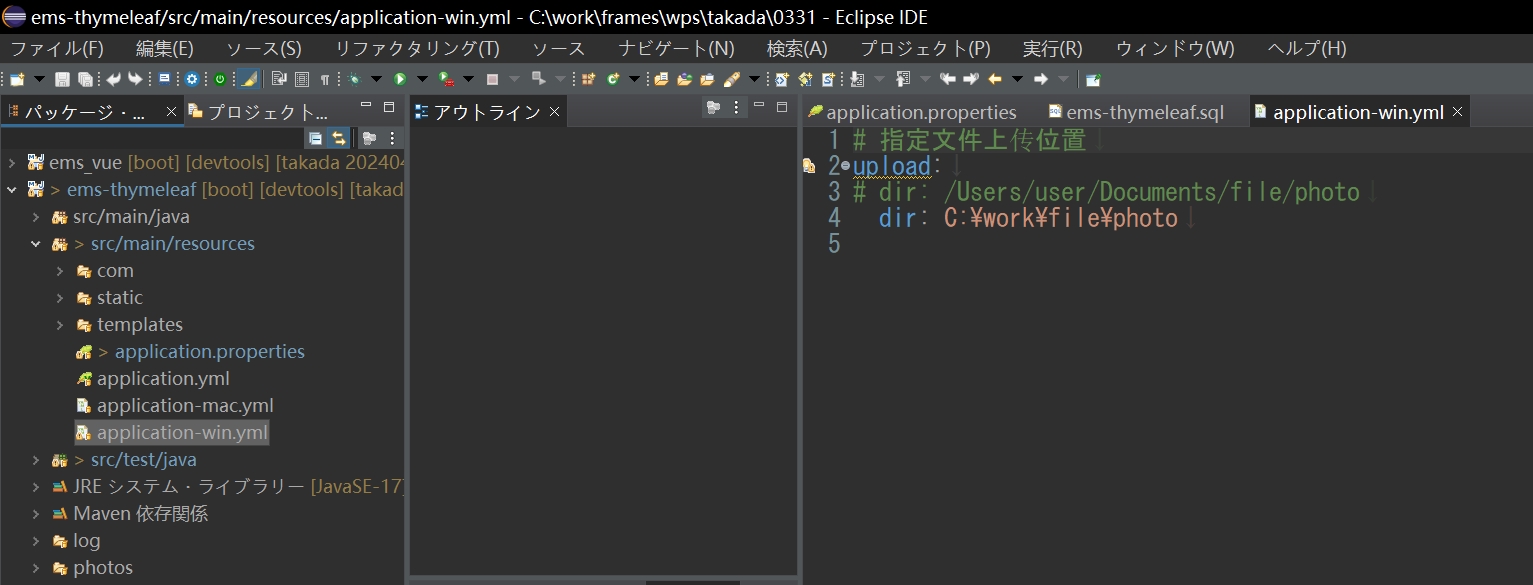 ems-thymeleaf/src/main/resources/application-win.yml - C:\work\frames\wps\takada\0331 - Eclipse IDE
ファイル(F) 編集(E) ソース(S) リファクタリング(T) ソース ナビゲート(N) 検索(A) プロジェクト(P) 実行(R) ウィンドウ(W) ヘルプ(H)
パッケージ・... プロジェクト...
ems_vue [boot] [devtools] [takada 20240
> ems-thymeleaf [boot] [devtools] [takad
src/main/java
> src/main/resources
com
static
templates
> application.properties
application.yml
application-mac.yml
application-win.yml
> src/test/java
JRE システム・ライブラリー [JavaSE-17]
Maven 依存関係
log
photos
アウトライン
application.properties ems-thymeleaf.sql application-win.yml
1 # 指定文件上传位置
2 upload:
3 # dir: /Users/user/Documents/file/photo
4 dir: C:¥work¥file¥photo
5